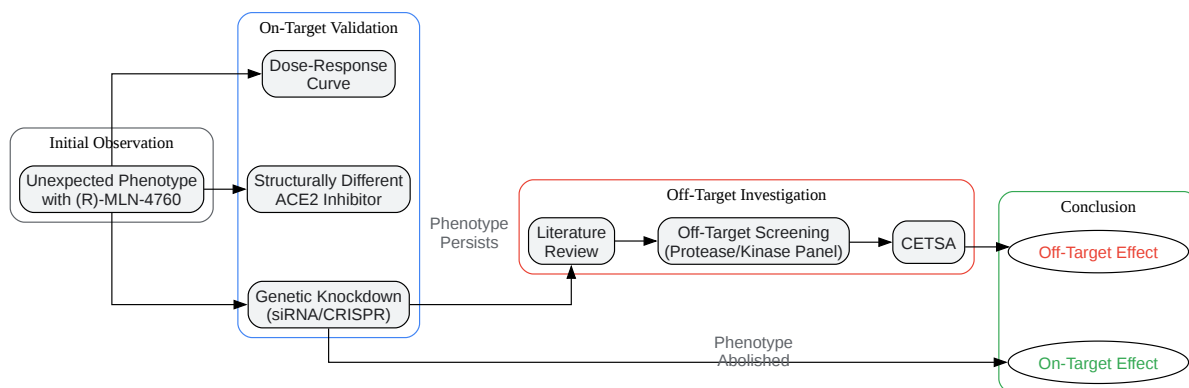 On-Target Validation
Dose-Response
Curve
Initial Observation
Unexpected Phenotype
with (R)-MLN-4760
Structurally Different
ACE2 Inhibitor
Genetic Knockdown
(siRNA/CRISPR)
Phenotype
Persists
Off-Target Investigation
Literature
Review
Off-Target Screening
(Protease/Kinase Panel)
CETSA
Conclusion
Off-Target Effect
Phenotype
Abolished
On-Target Effect